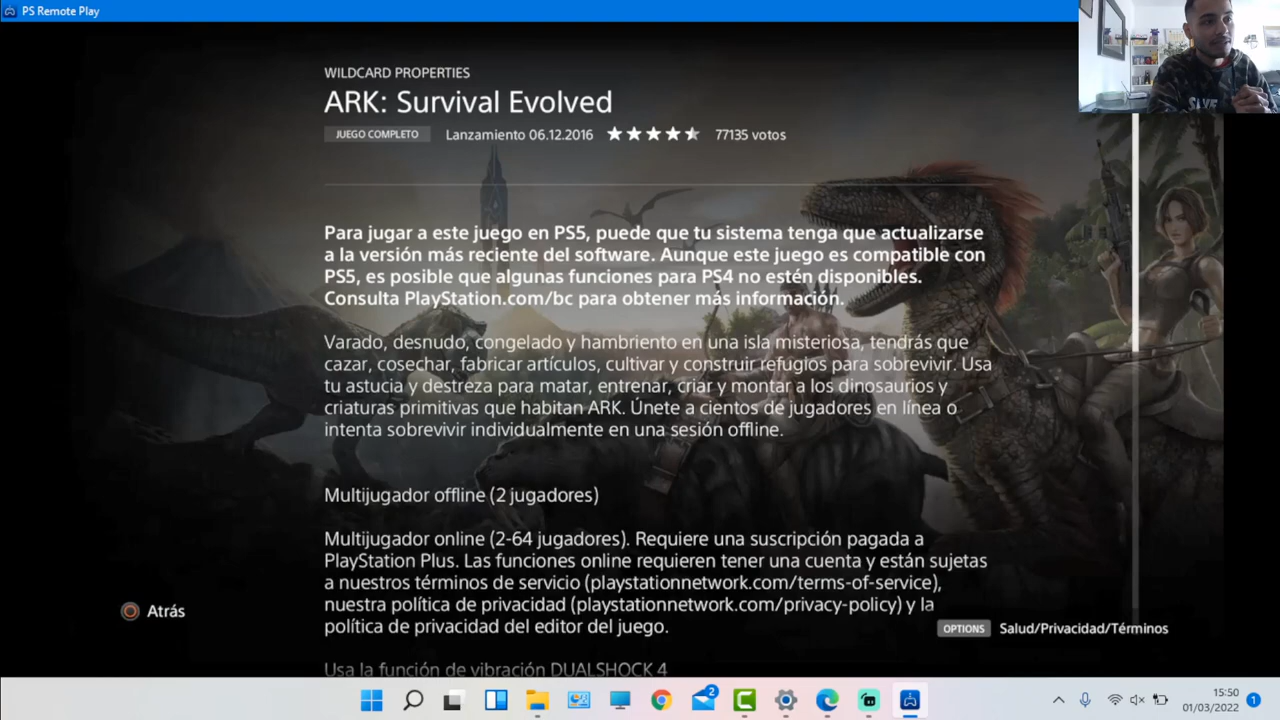 PS Remote Play
WILDCARD PROPERTIES
ARK: Survival Evolved
JUEGO COMPLETO Lanzamiento 06.12.2016 77135 votos
Para jugar a este juego en PS5, puede que tu sistema tenga que actualizarse
a la versión más reciente del software. Aunque este juego es compatible con
PS5, es posible que algunas funciones para PS4 no estén disponibles.
Consulta PlayStation.com/bc para obtener más información.
Varado, desnudo, congelado y hambriento en una isla misteriosa, tendrás que
cazar, cosechar, fabricar artículos, cultivar y construir refugios para sobrevivir. Usa
tu astucia y destreza para matar, entrenar, criar y montar a los dinosaurios y
criaturas primitivas que habitan ARK. Únete a cientos de jugadores en línea o
intenta sobrevivir individualmente en una sesión offline.
Multijugador offline (2 jugadores)
Multijugador online (2-64 jugadores). Requiere una suscripción pagada a
PlayStation Plus. Las funciones online requieren tener una cuenta y están sujetas
a nuestros términos de servicio (playstationnetwork.com/terms-of-service),
nuestra política de privacidad (playstationnetwork.com/privacy-policy) y la
política de privacidad del editor del juego.
Usa la función de vibración DUALSHOCK 4
Atrás
OPTIONS Salud/Privacidad/Términos
2
15:50
01/03/2022
1